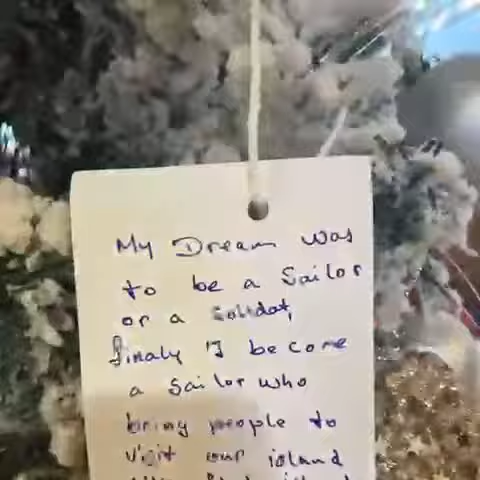 My Dream was
to be a Sailor
or a Soldat,
finaly I become
a Sailor who
bring people to
visit our island